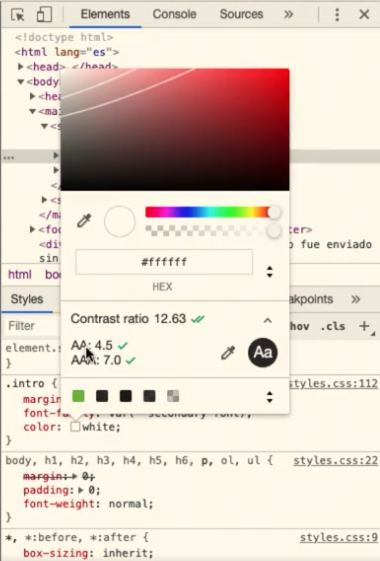 Elements Console Sources »
<!doctype html>
<html lang="es">
<head> </head>
<body
<hea
<mai
<s
...
</
<s
</ma
<foo ter>
<div o fue enviado
sin
#ffffff
HEX
html bod
Styles akpoints »
Filter hov .cls +
Contrast ratio 12.63
AA: 4.5
AAA: 7.0
Aa
element.s
.intro { styles.css:112
margin
font-family: var(--secondary-font);
color: white;
}
body, h1, h2, h3, h4, h5, h6, p, ol, ul { styles.css:22
margin: 0;
padding: 0;
font-weight: normal;
}
*, *:before, *:after { styles.css:9
box-sizing: inherit;